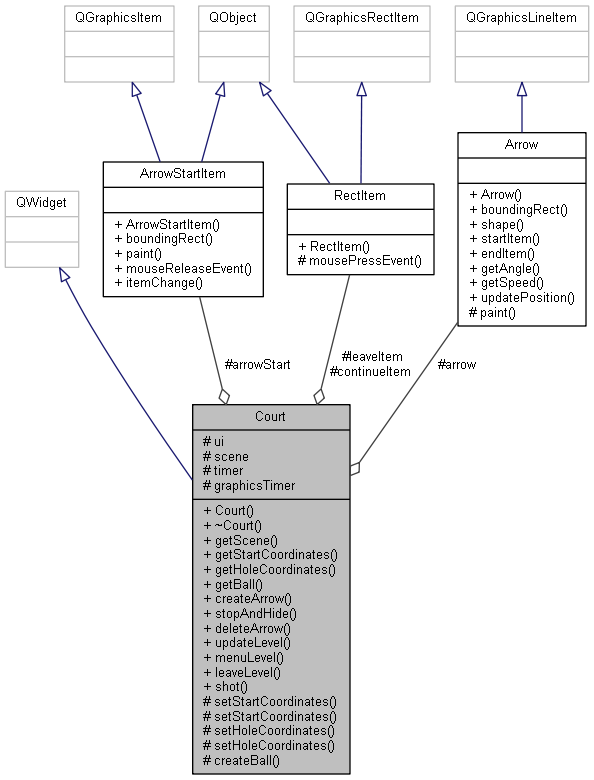 QGraphicsItem
QObject
QGraphicsRectItem
QGraphicsLineItem
ArrowStartItem
+ ArrowStartItem()
+ boundingRect()
+ paint()
+ mouseReleaseEvent()
+ itemChange()
RectItem
+ RectItem()
# mousePressEvent()
Arrow
+ Arrow()
+ boundingRect()
+ shape()
+ startItem()
+ endItem()
+ getAngle()
+ getSpeed()
+ updatePosition()
# paint()
QWidget
#arrowStart
#leaveItem
#continueItem
#arrow
Court
# ui
# scene
# timer
# graphicsTimer
+ Court()
+ ~Court()
+ getScene()
+ getStartCoordinates()
+ getHoleCoordinates()
+ getBall()
+ createArrow()
+ stopAndHide()
+ deleteArrow()
+ updateLevel()
+ menuLevel()
+ leaveLevel()
+ shot()
# setStartCoordinates()
# setStartCoordinates()
# setHoleCoordinates()
# setHoleCoordinates()
# createBall()